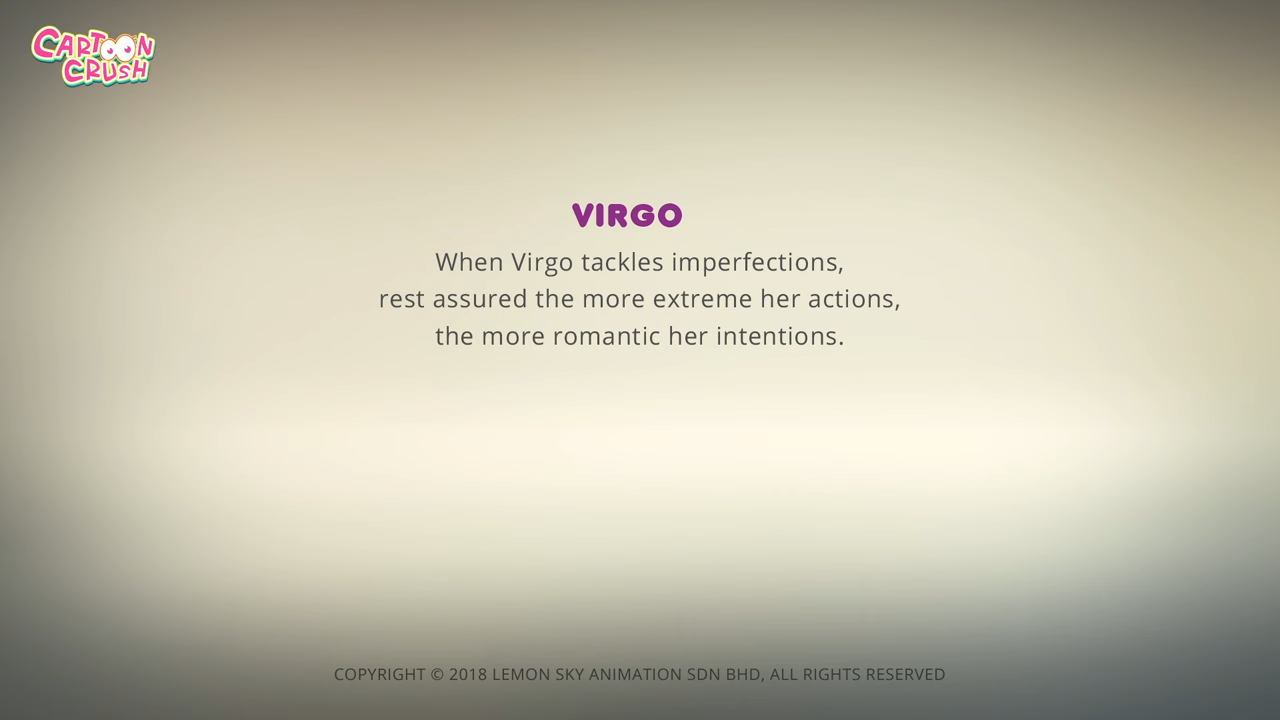 CARTOON
CRUSH
VIRGO
When Virgo tackles imperfections,
rest assured the more extreme her actions,
the more romantic her intentions.
COPYRIGHT © 2018 LEMON SKY ANIMATION SDN BHD, ALL RIGHTS RESERVED